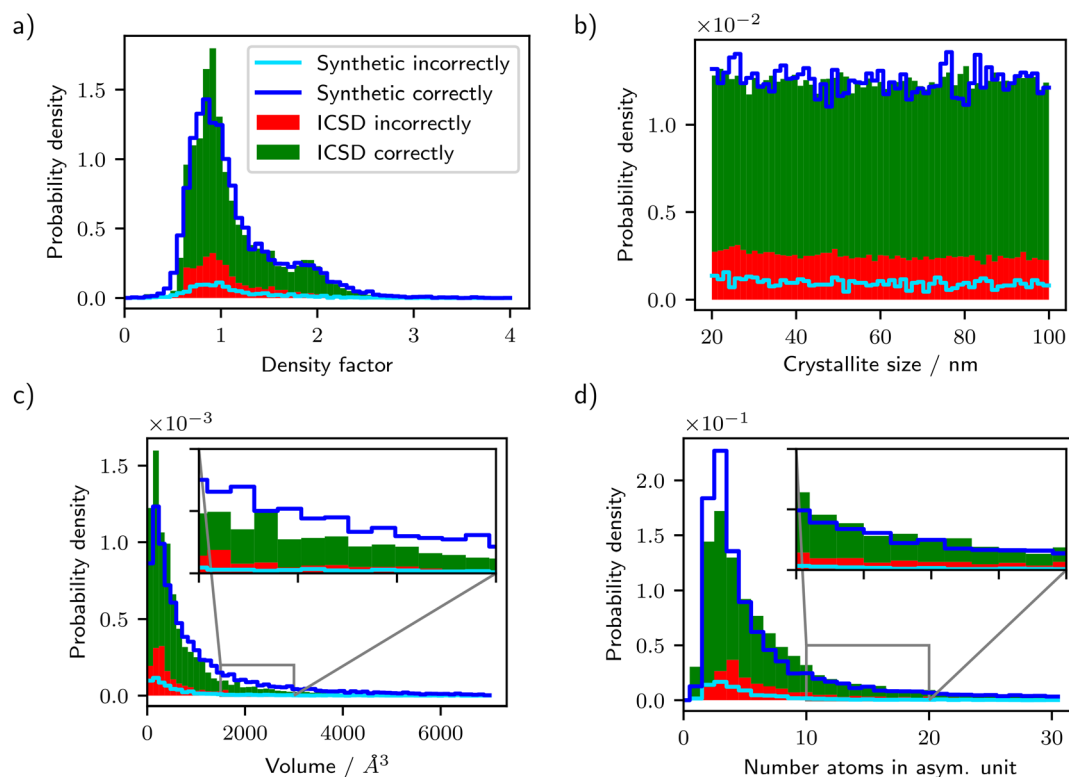 a)
Probability density
1.5
1.0
0.5
0.0
0
1
2
3
4
Density factor
Synthetic incorrectly
Synthetic correctly
ICSD incorrectly
ICSD correctly
b)
×10⁻²
Probability density
1.0
0.5
0.0
20
40
60
80
100
Crystallite size / nm
c)
×10⁻³
Probability density
1.5
1.0
0.5
0.0
0
2000
4000
6000
Volume / Å³
d)
×10⁻¹
Probability density
2.0
1.5
1.0
0.5
0.0
0
10
20
30
Number atoms in asym. unit